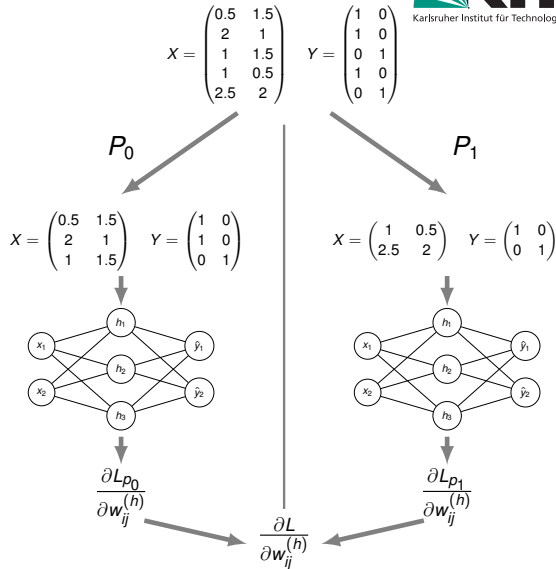 Karlsruher Institut für Technolog
X = (0.5 1.5; 2 1; 1 1.5; 1 0.5; 2.5 2) Y = (1 0; 1 0; 0 1; 1 0; 0 1)
P₀ P₁
X = (0.5 1.5; 2 1; 1 1.5) Y = (1 0; 1 0; 0 1)
X = (1 0.5; 2.5 2) Y = (1 0; 0 1)
h₁
x₁ ŷ₁
h₂
x₂ ŷ₂
h₃
h₁
x₁ ŷ₁
h₂
x₂ ŷ₂
h₃
∂L_{p₀} / ∂w_{ij}^{(h)}
∂L_{p₁} / ∂w_{ij}^{(h)}
∂L / ∂w_{ij}^{(h)}